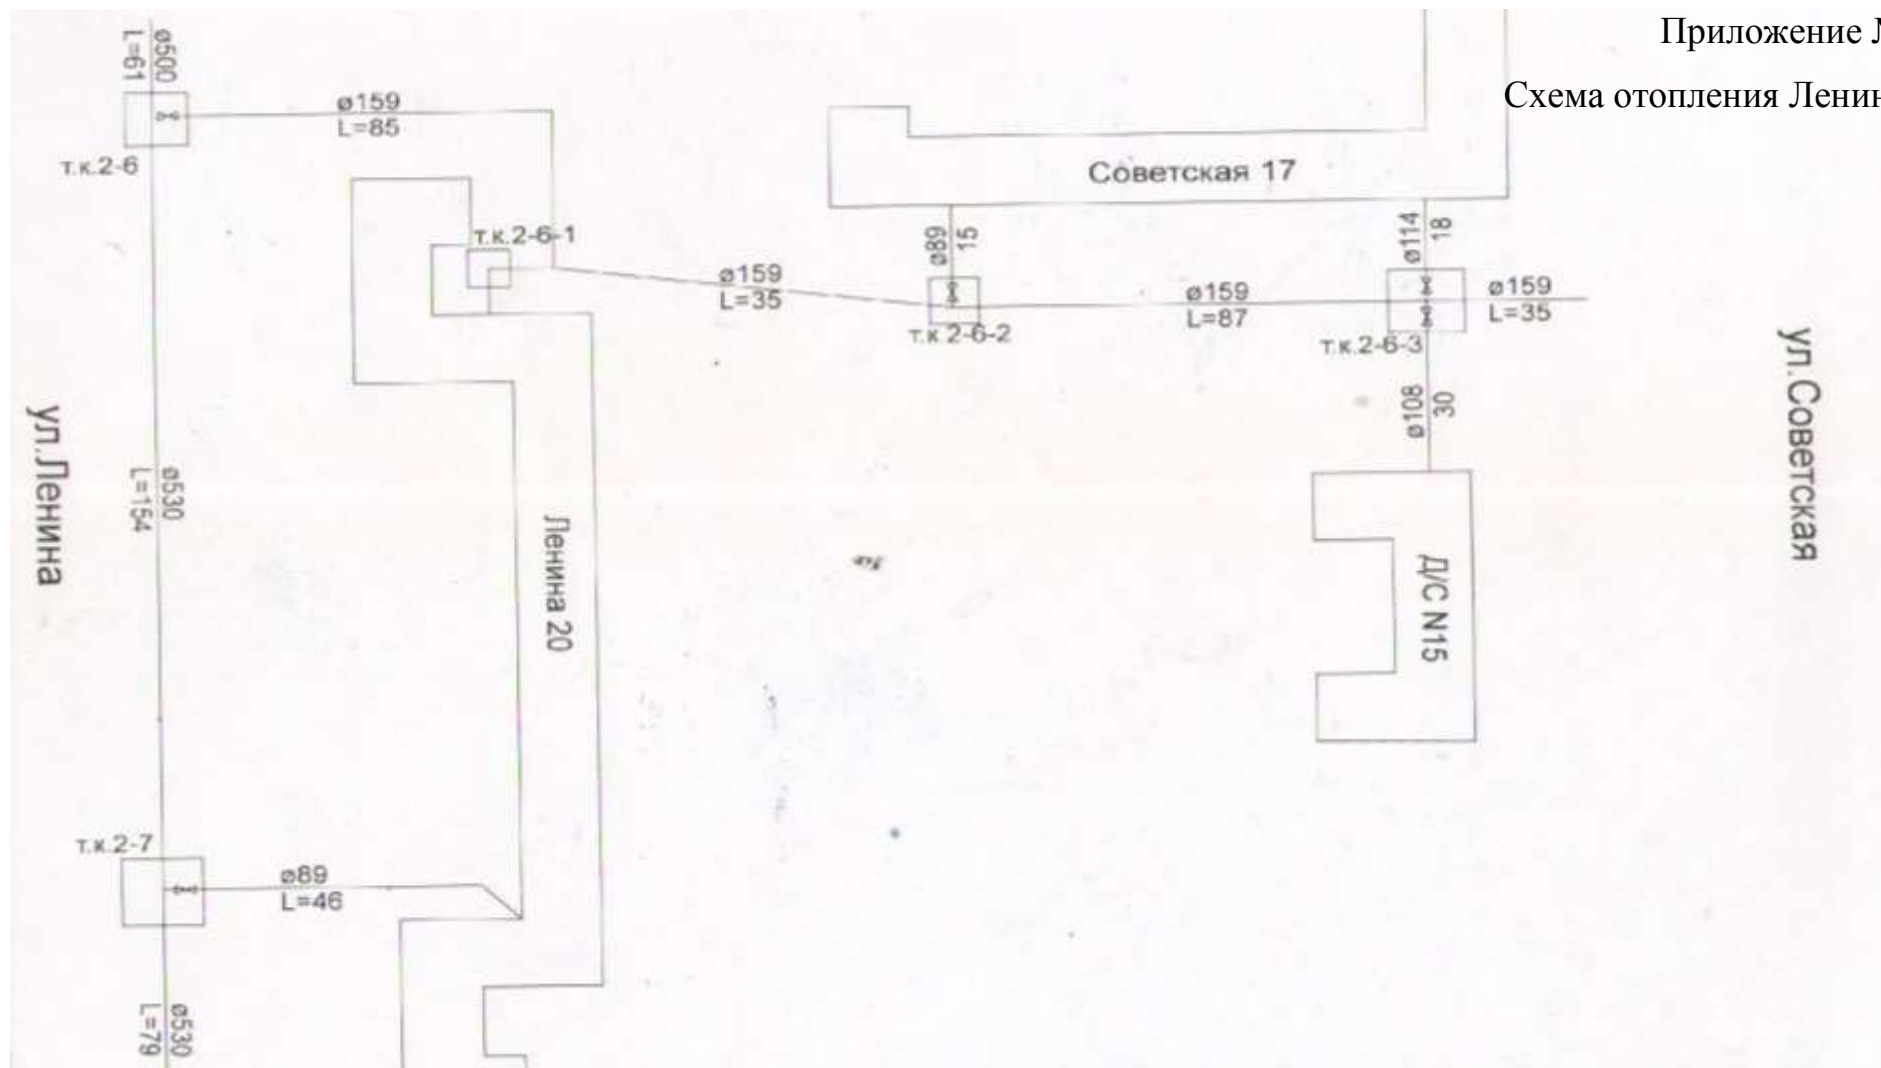 Приложение
Схема отопления
ø500
L=61
ø159
L=85
т.к.2-6
Советская 17
т.к.2-6-1
ø89
15
ø114
18
ø159
L=35
ø159
L=87
ø159
L=35
т.к 2-6-2
т.к.2-6-3
ул.Советская
ø108
30
ул.Ленина
ø530
L=154
Ленина 20
Д/С N15
т.к.2-7
ø89
L=46
ø530
L=79